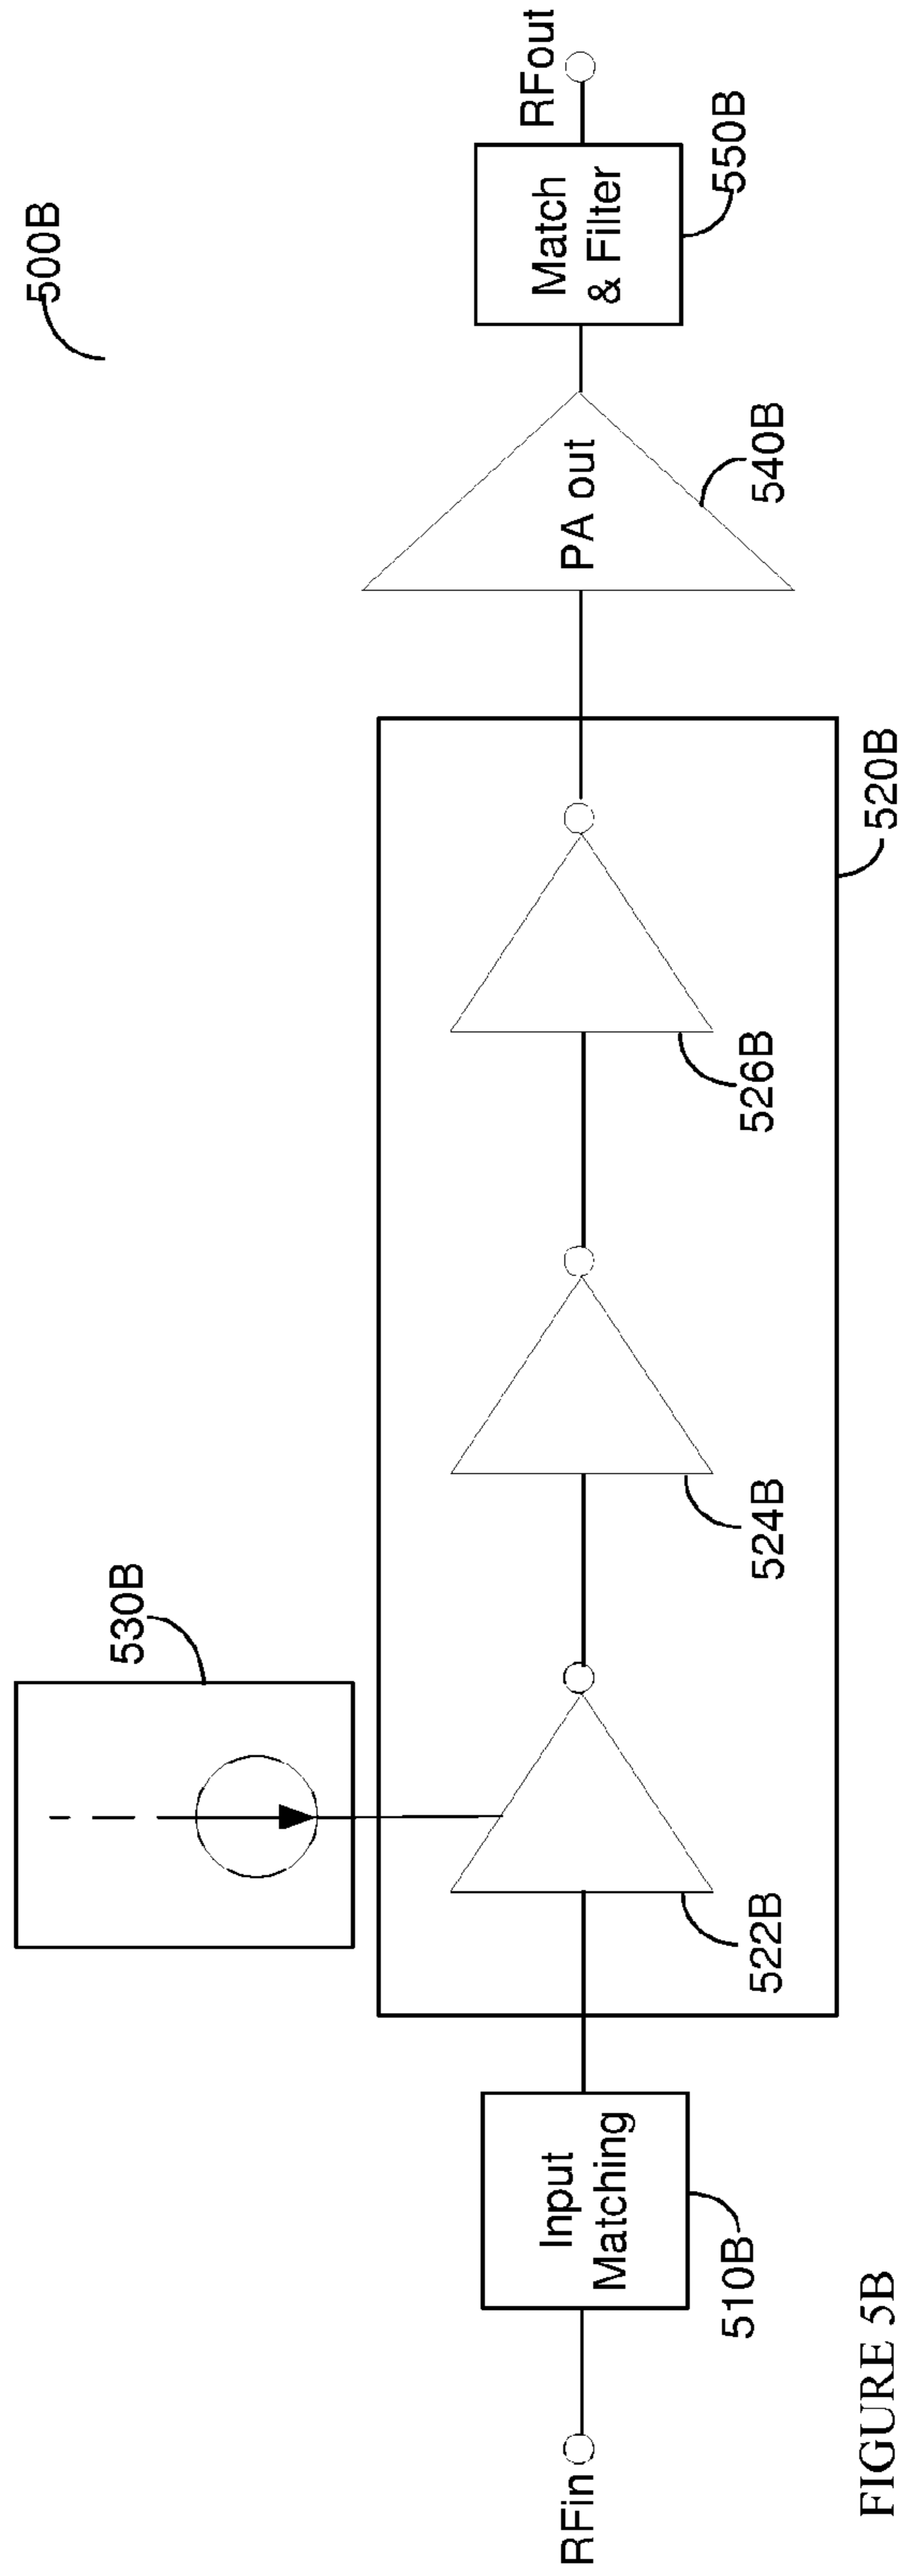 500B
530B
RFin
Input
Matching
510B
522B
524B
526B
520B
PA out
540B
Match
& Filter
550B
RFout
FIGURE 5B